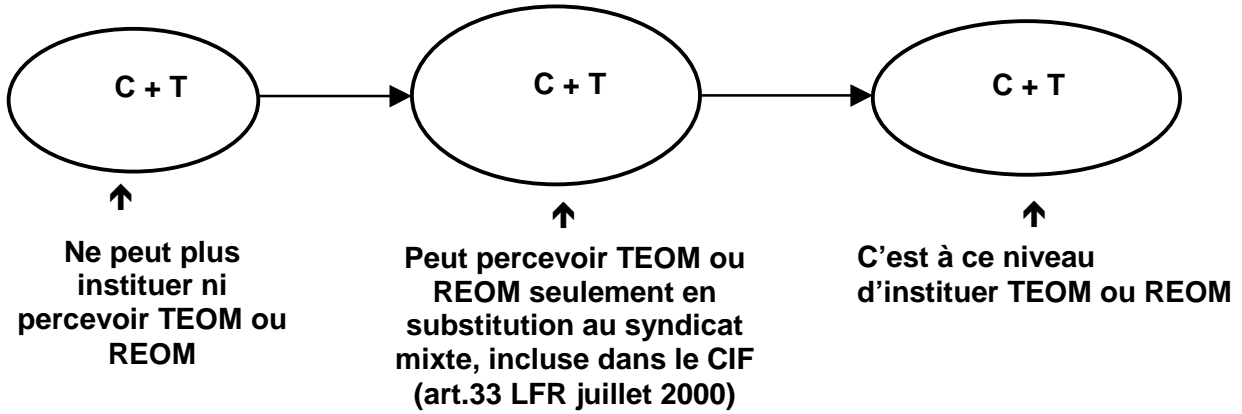 C + T
C + T
C + T
Ne peut plus
instituer ni
percevoir TEOM ou
REOM
Peut percevoir TEOM ou
REOM seulement en
substitution au syndicat
mixte, incluse dans le CIF
(art.33 LFR juillet 2000)
C'est à ce niveau
d'instituer TEOM ou REOM